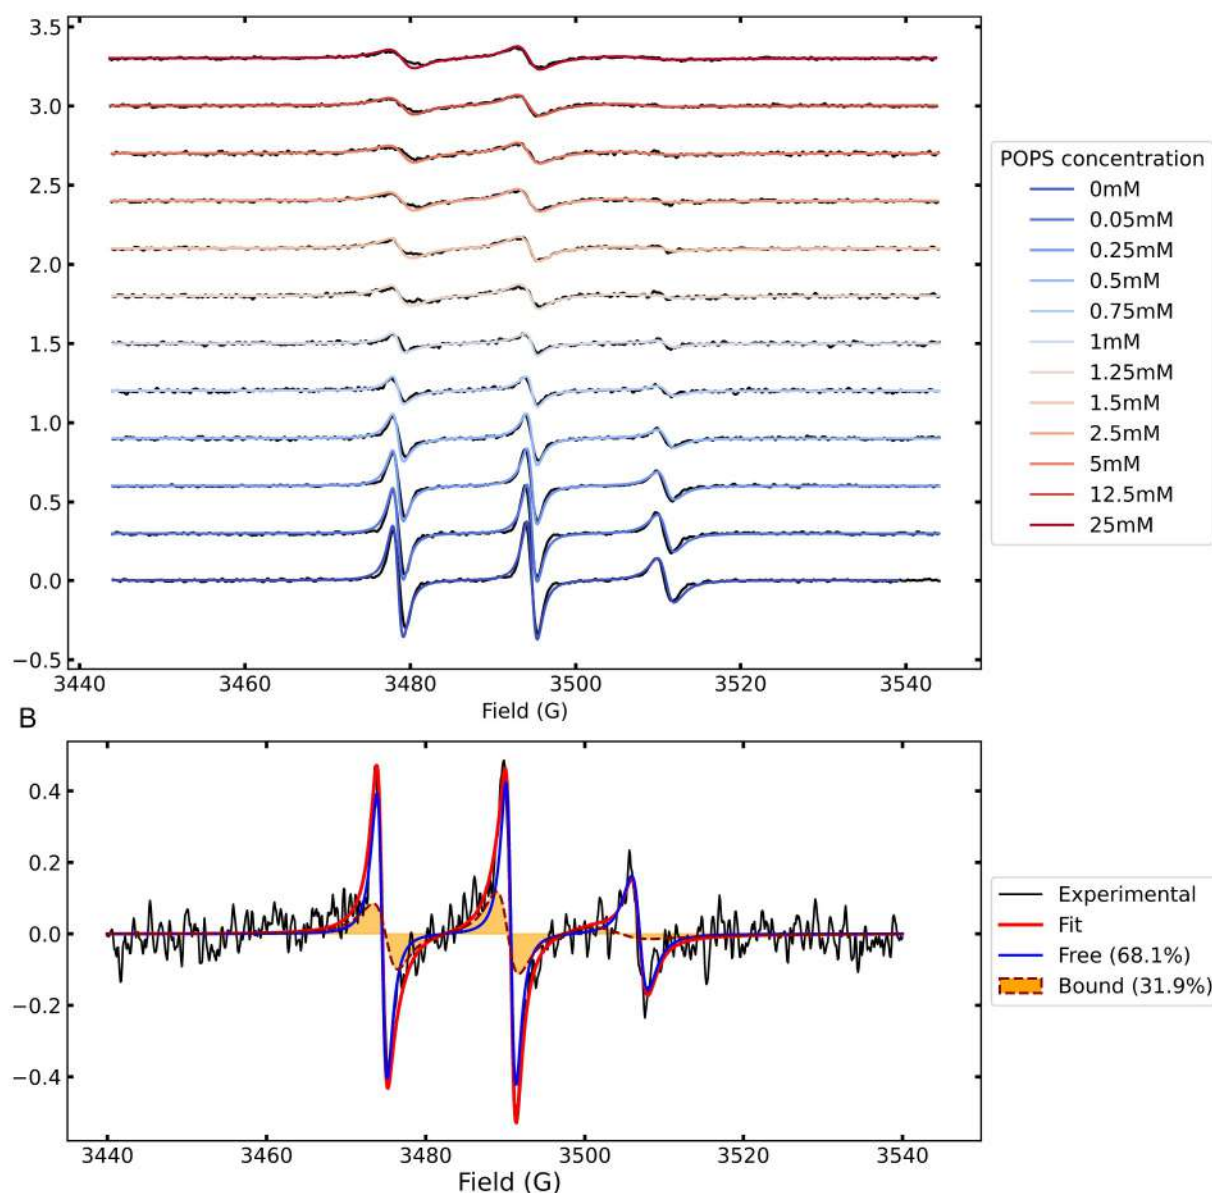 3.5
3.0
2.5
2.0
1.5
1.0
0.5
0.0
−0.5
3440 3460 3480 3500 3520 3540
Field (G)
POPS concentration
0mM
0.05mM
0.25mM
0.5mM
0.75mM
1mM
1.25mM
1.5mM
2.5mM
5mM
12.5mM
25mM
B
0.4
0.2
0.0
−0.2
−0.4
3440 3460 3480 3500 3520 3540
Field (G)
Experimental
Fit
Free (68.1%)
Bound (31.9%)